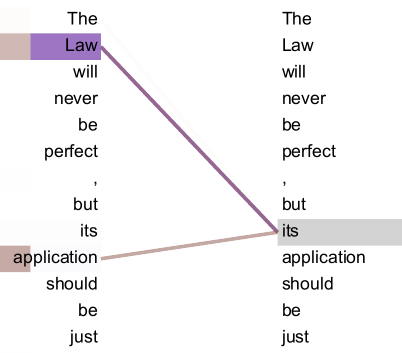 The The
Law Law
will will
never never
be be
perfect perfect
, ,
but but
its its
application application
should should
be be
just just